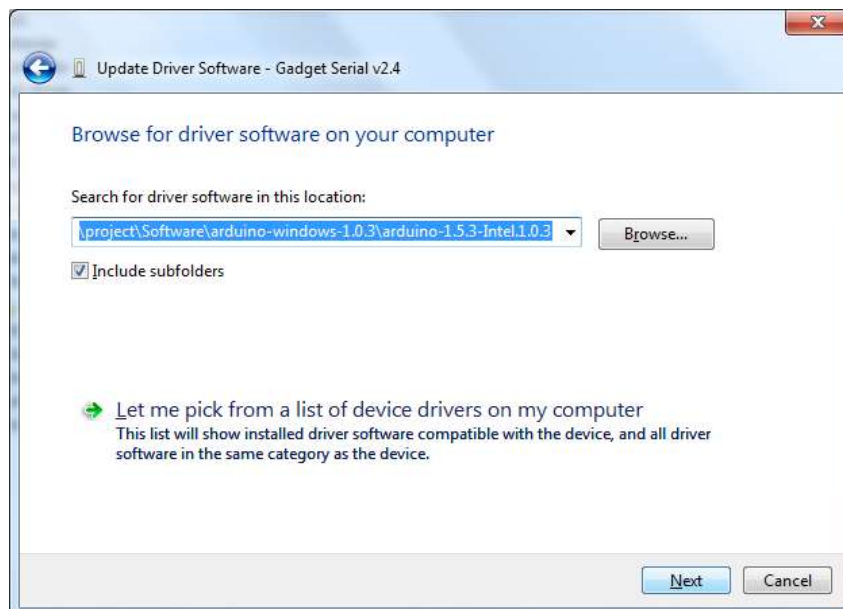 Update Driver Software - Gadget Serial v2.4
Browse for driver software on your computer
Search for driver software in this location:
\project\Software\arduino-windows-1.0.3\arduino-1.5.3-Intel.1.0.3
Browse...
Include subfolders
Let me pick from a list of device drivers on my computer
This list will show installed driver software compatible with the device, and all driver
software in the same category as the device.
Next
Cancel